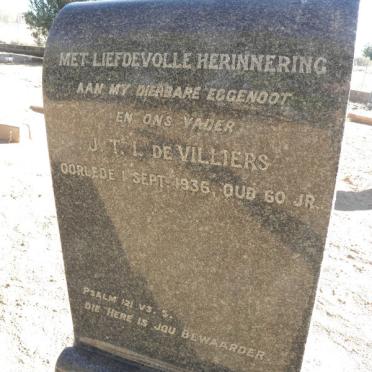 MET LIEFDEVOLLE HERINNERING
AAN MY DIERBARE EGGENOOT
EN ONS VADER
J. T. L. DE VILLIERS
OORLEDE 1 SEPT. 1936, OUD 60 JR.
PSALM 121 VS. 5.
DIE HERE IS JOU BEWAARDER